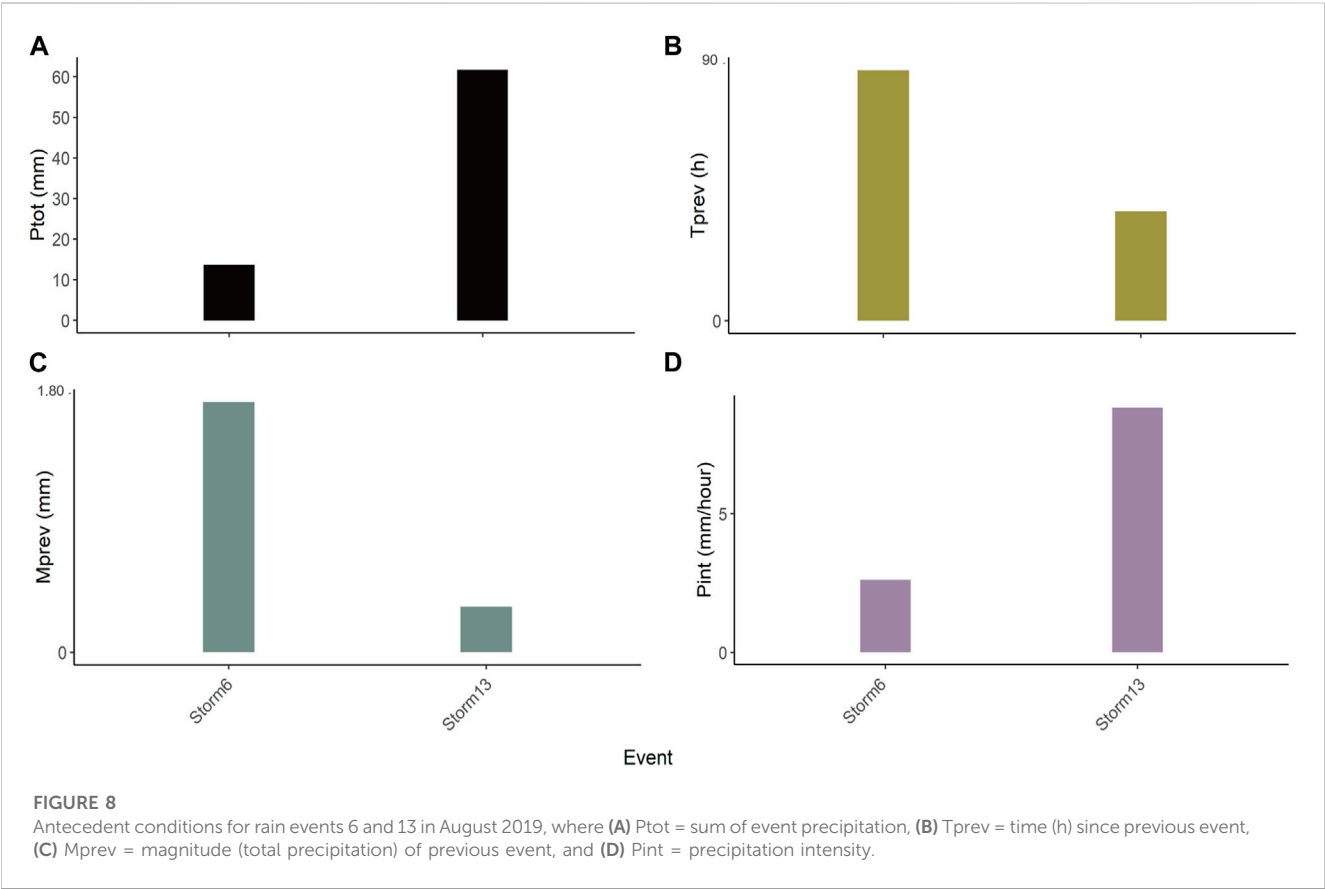 A
Ptot (mm)
60
50
40
30
20
10
0
B
Tprev (h)
90
0
C
Mprev (mm)
1.80
0
Storm6
Storm13
D
Pint (mm/hour)
5
0
Storm6
Storm13
Event
FIGURE 8
Antecedent conditions for rain events 6 and 13 in August 2019, where (A) Ptot = sum of event precipitation, (B) Tprev = time (h) since previous event,
(C) Mprev = magnitude (total precipitation) of previous event, and (D) Pint = precipitation intensity.